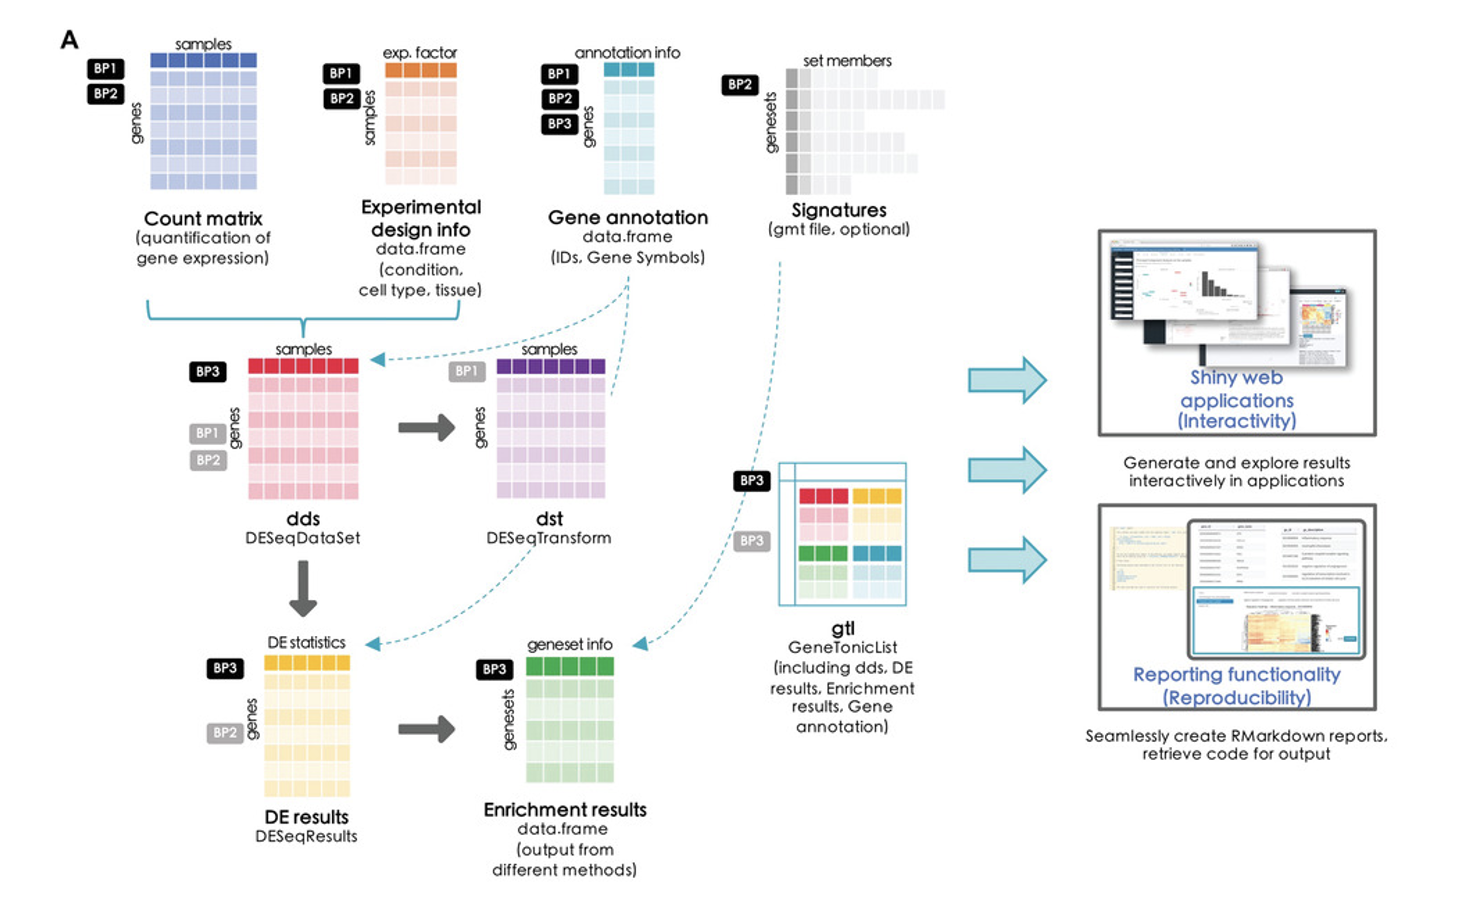 A
samples
BP1
BP2
genes
Count matrix
(quantification of
gene expression)
exp. factor
BP1
BP2
samples
Experimental
design info
data.frame
(condition,
cell type, tissue)
annotation info
BP1
BP2
BP3
genes
Gene annotation
data.frame
(IDs, Gene Symbols)
set members
BP2
genesets
Signatures
(gmt file, optional)
samples
BP3
BP1
BP2
genes
dds
DESeqDataSet
samples
BP1
genes
dst
DESeqTransform
DE statistics
BP3
BP2
genes
DE results
DESeqResults
geneset info
BP3
genesets
Enrichment results
data.frame
(output from
different methods)
BP3
BP3
gtl
GeneTonicList
(including dds, DE
results, Enrichment
results, Gene
annotation)
Shiny web
applications
(Interactivity)
Generate and explore results
interactively in applications
Reporting functionality
(Reproducibility)
Seamlessly create RMarkdown reports,
retrieve code for output